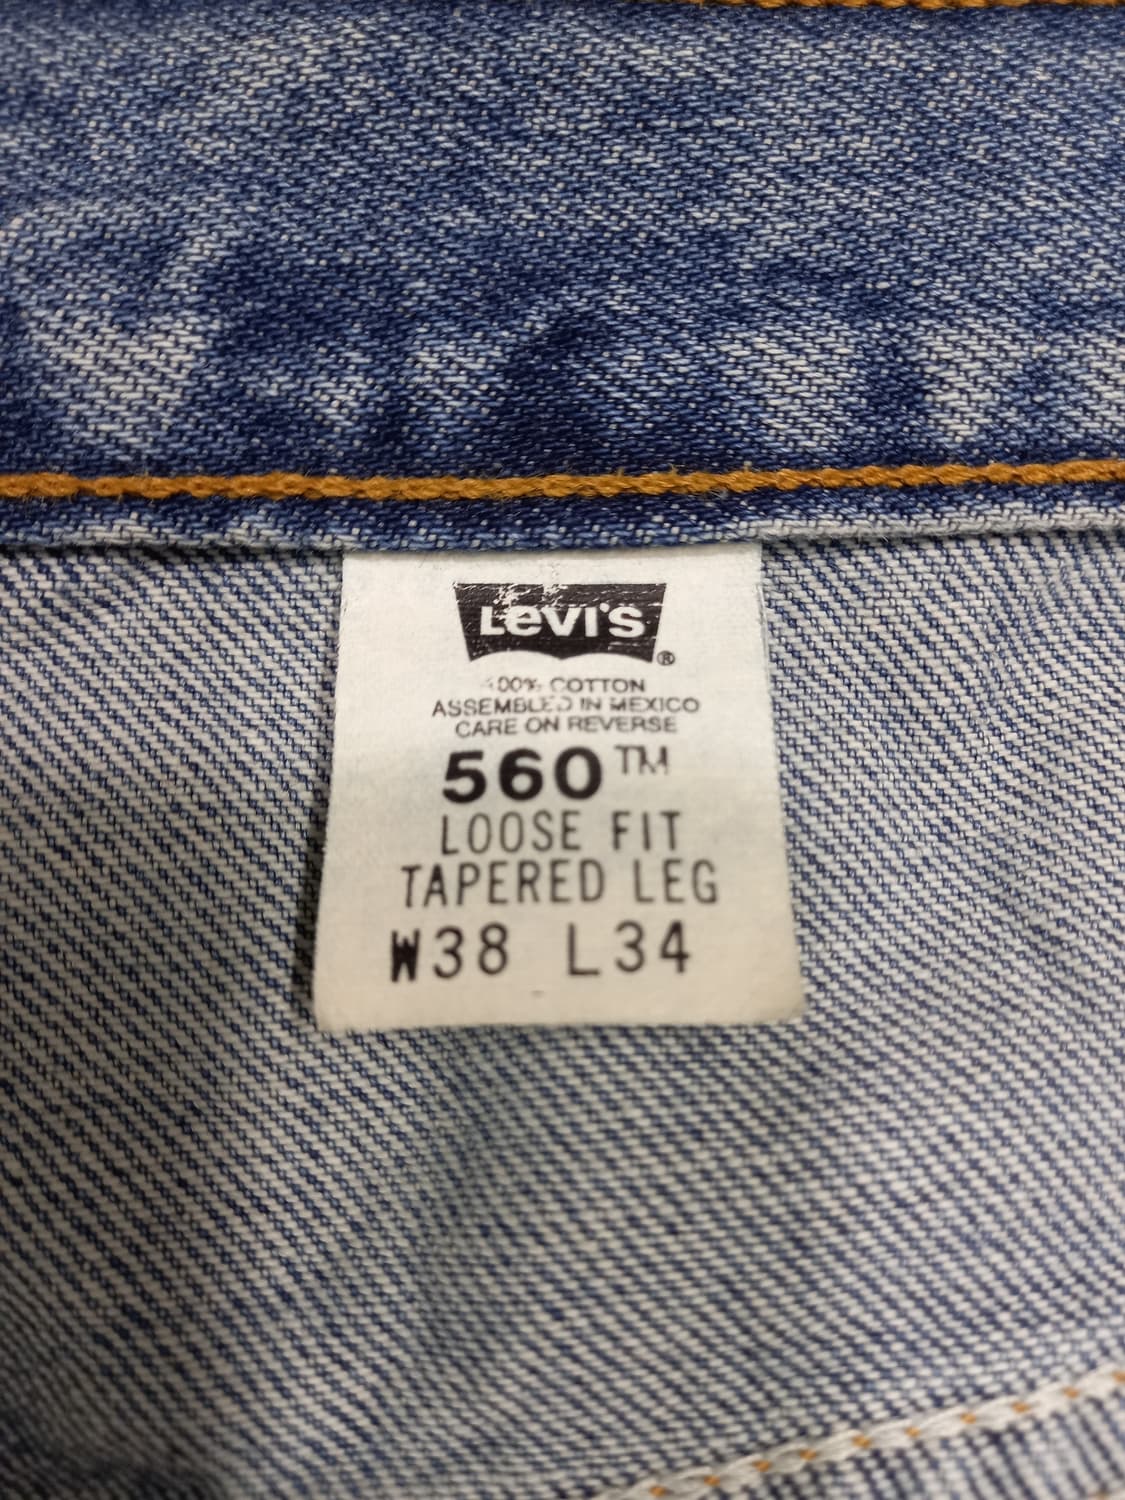 Levi's ®
100% COTTON
ASSEMBLED IN MEXICO
CARE ON REVERSE
560™
LOOSE FIT
TAPERED LEG
W38 L34